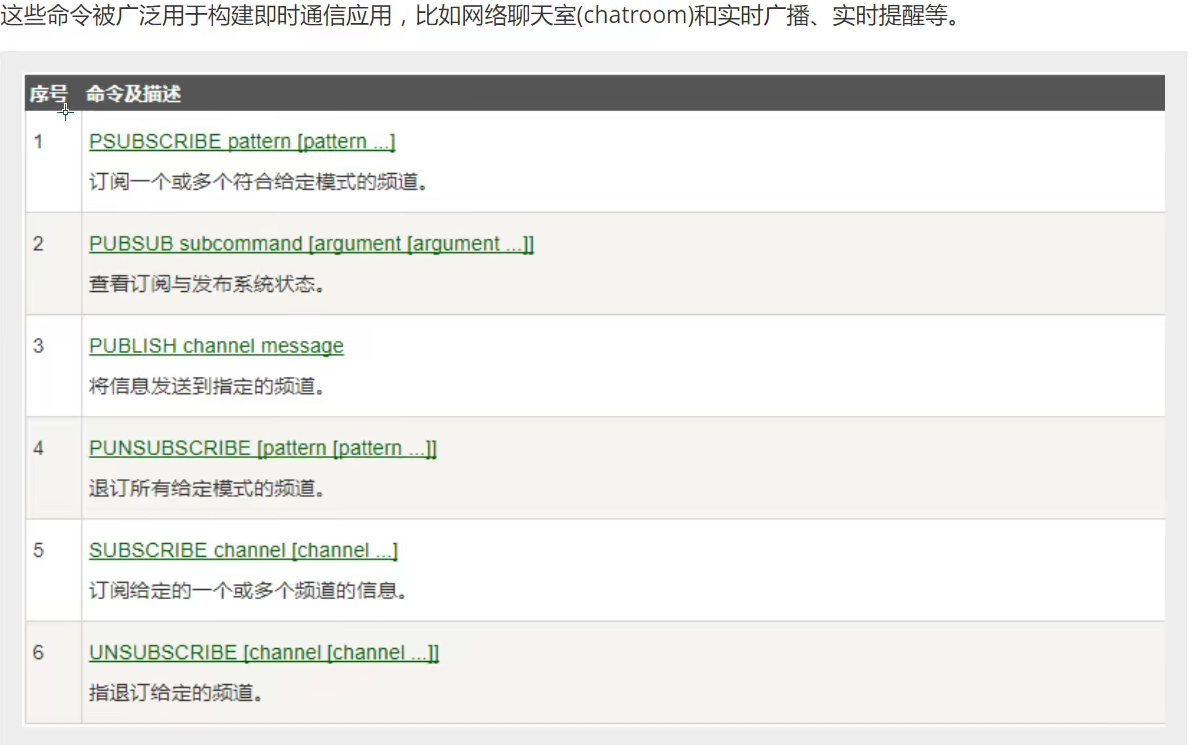 这些命令被广泛用于构建即时通信应用，比如网络聊天室(chatroom)和实时广播、实时提醒等。
序号 命令及描述
1 PSUBSCRIBE pattern [pattern ...]
订阅一个或多个符合给定模式的频道。
2 PUBSUB subcommand [argument [argument ...]]
查看订阅与发布系统状态。
3 PUBLISH channel message
将信息发送到指定的频道。
4 PUNSUBSCRIBE [pattern [pattern ...]]
退订所有给定模式的频道。
5 SUBSCRIBE channel [channel ...]
订阅给定的一个或多个频道的信息。
6 UNSUBSCRIBE [channel [channel ...]]
指退订给定的频道。